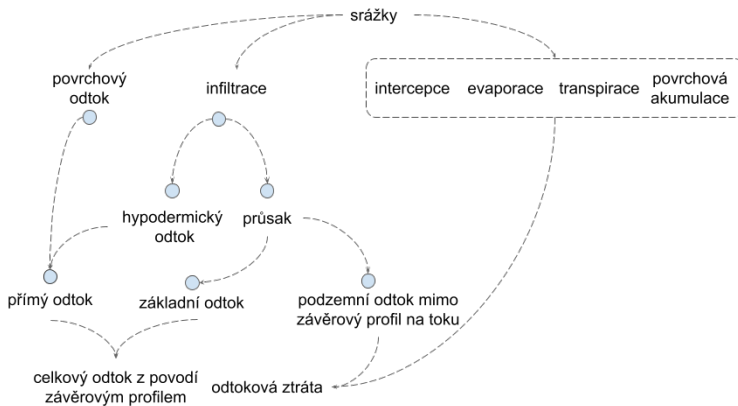 srážky
povrchový
odtok
infiltrace
intercepce
evaporace
transpirace
povrchová
akumulace
hypodermický
odtok
průsak
přímý odtok
základní odtok
podzemní odtok mimo
závěrový profil na toku
celkový odtok z povodí
závěrovým profilem
odtoková ztráta